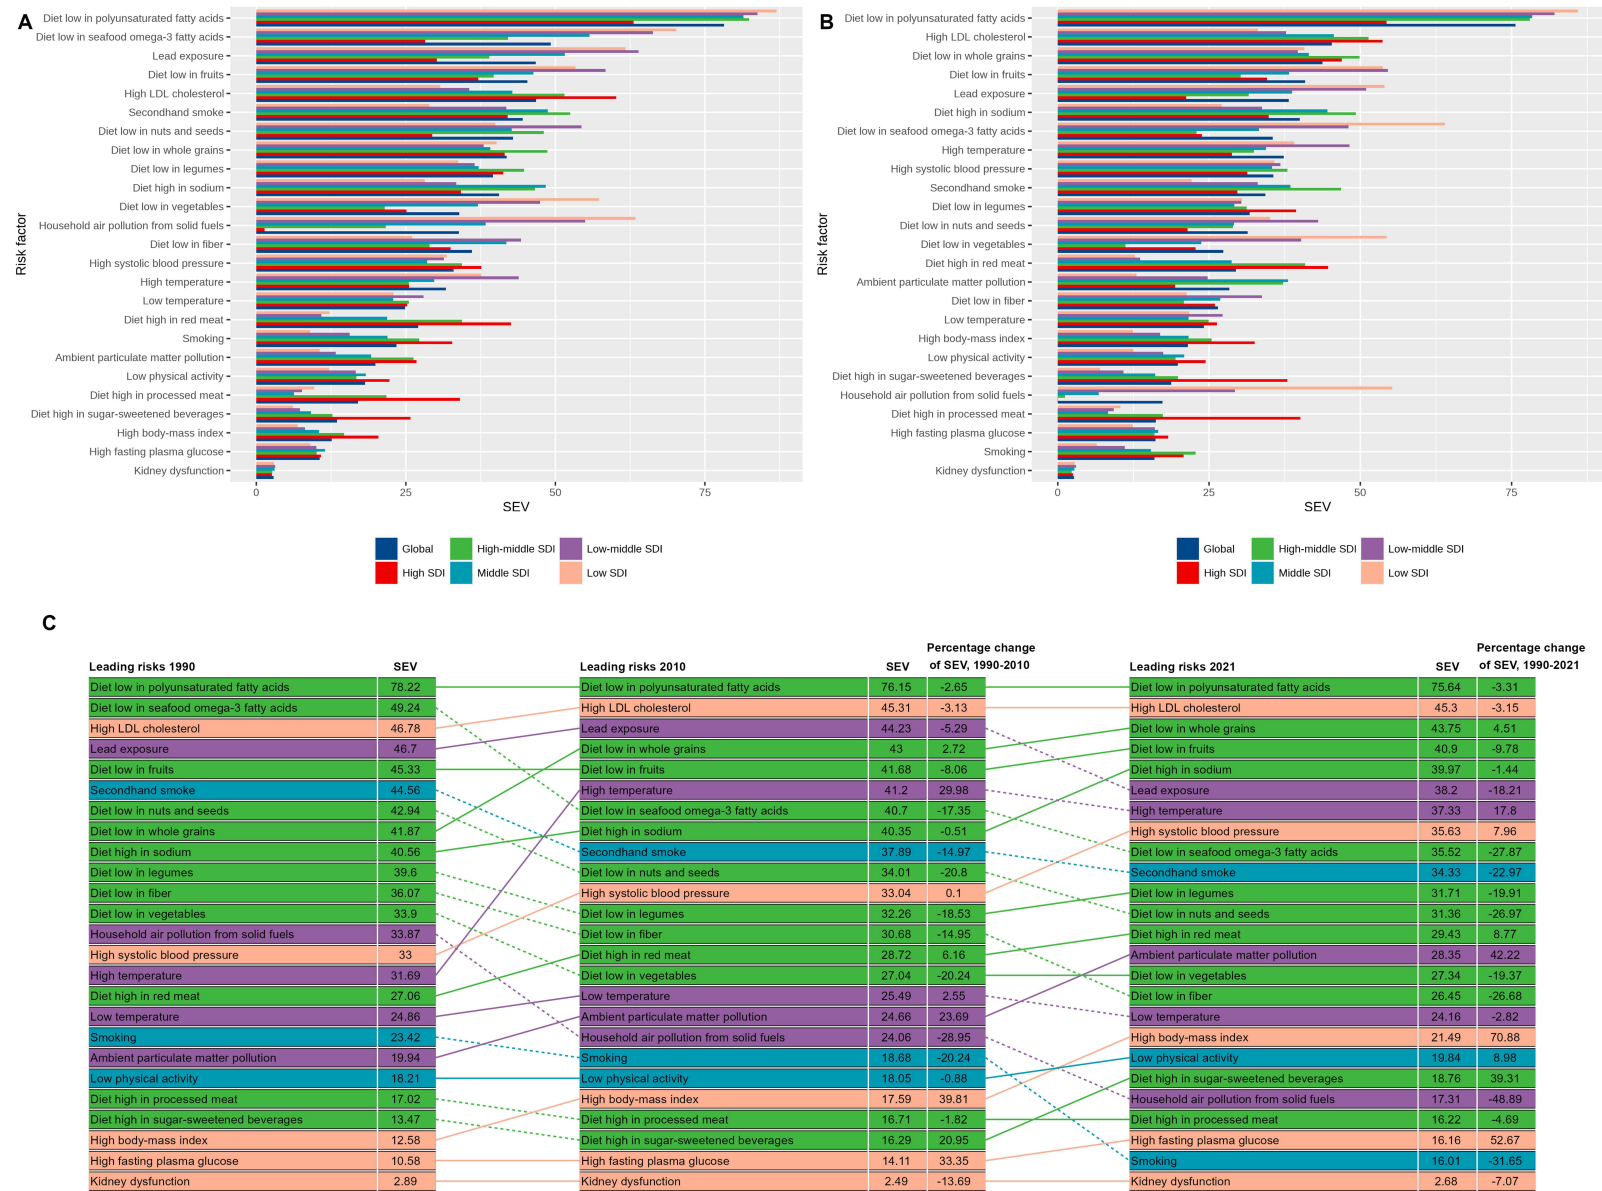 A
Diet low in polyunsaturated fatty acids
Diet low in seafood omega-3 fatty acids
Lead exposure
Diet low in fruits
High LDL cholesterol
Secondhand smoke
Diet low in nuts and seeds
Diet low in whole grains
Diet low in legumes
Diet high in sodium
Diet low in vegetables
Household air pollution from solid fuels
Diet low in fiber
High systolic blood pressure
High temperature
Low temperature
Diet high in red meat
Smoking
Ambient particulate matter pollution
Low physical activity
Diet high in processed meat
Diet high in sugar-sweetened beverages
High body-mass index
High fasting plasma glucose
Kidney dysfunction
Risk factor
0 25 50 75
SEV
Global High-middle SDI Low-middle SDI
High SDI Middle SDI Low SDI
B
Diet low in polyunsaturated fatty acids
High LDL cholesterol
Diet low in whole grains
Diet low in fruits
Lead exposure
Diet high in sodium
Diet low in seafood omega-3 fatty acids
High temperature
High systolic blood pressure
Secondhand smoke
Diet low in legumes
Diet low in nuts and seeds
Diet low in vegetables
Diet high in red meat
Ambient particulate matter pollution
Diet low in fiber
Low temperature
High body-mass index
Low physical activity
Diet high in sugar-sweetened beverages
Household air pollution from solid fuels
Diet high in processed meat
High fasting plasma glucose
Smoking
Kidney dysfunction
Risk factor
0 25 50 75
SEV
Global High-middle SDI Low-middle SDI
High SDI Middle SDI Low SDI
C
Leading risks 1990 SEV
Diet low in polyunsaturated fatty acids 78.22
Diet low in seafood omega-3 fatty acids 49.24
High LDL cholesterol 46.78
Lead exposure 46.7
Diet low in fruits 45.33
Secondhand smoke 44.56
Diet low in nuts and seeds 42.94
Diet low in whole grains 41.87
Diet high in sodium 40.56
Diet low in legumes 39.6
Diet low in fiber 36.07
Diet low in vegetables 33.9
Household air pollution from solid fuels 33.87
High systolic blood pressure 33
High temperature 31.69
Diet high in red meat 27.06
Low temperature 24.86
Smoking 23.42
Ambient particulate matter pollution 19.94
Low physical activity 18.21
Diet high in processed meat 17.02
Diet high in sugar-sweetened beverages 13.47
High body-mass index 12.58
High fasting plasma glucose 10.58
Kidney dysfunction 2.89
Percentage change
Leading risks 2010 SEV of SEV, 1990-2010
Diet low in polyunsaturated fatty acids 76.15 -2.65
High LDL cholesterol 45.31 -3.13
Lead exposure 44.23 -5.29
Diet low in whole grains 43 2.72
Diet low in fruits 41.68 -8.06
High temperature 41.2 29.98
Diet low in seafood omega-3 fatty acids 40.7 -17.35
Diet high in sodium 40.35 -0.51
Secondhand smoke 37.89 -14.97
Diet low in nuts and seeds 34.01 -20.8
High systolic blood pressure 33.04 0.1
Diet low in legumes 32.26 -18.53
Diet low in fiber 30.68 -14.95
Diet high in red meat 28.72 6.16
Diet low in vegetables 27.04 -20.24
Low temperature 25.49 2.55
Ambient particulate matter pollution 24.66 23.69
Household air pollution from solid fuels 24.06 -28.95
Smoking 18.68 -20.24
Low physical activity 18.05 -0.88
High body-mass index 17.59 39.81
Diet high in processed meat 16.71 -1.82
Diet high in sugar-sweetened beverages 16.29 20.95
High fasting plasma glucose 14.11 33.35
Kidney dysfunction 2.49 -13.69
Percentage change
Leading risks 2021 SEV of SEV, 1990-2021
Diet low in polyunsaturated fatty acids 75.64 -3.31
High LDL cholesterol 45.3 -3.15
Diet low in whole grains 43.75 4.51
Diet low in fruits 40.9 -9.78
Diet high in sodium 39.97 -1.44
Lead exposure 38.2 -18.21
High temperature 37.33 17.8
High systolic blood pressure 35.63 7.96
Diet low in seafood omega-3 fatty acids 35.52 -27.87
Secondhand smoke 34.33 -22.97
Diet low in legumes 31.71 -19.91
Diet low in nuts and seeds 31.36 -26.97
Diet high in red meat 29.43 8.77
Ambient particulate matter pollution 28.35 42.22
Diet low in vegetables 27.34 -19.37
Diet low in fiber 26.45 -26.68
Low temperature 24.16 -2.82
High body-mass index 21.49 70.88
Low physical activity 19.84 8.98
Diet high in sugar-sweetened beverages 18.76 39.31
Household air pollution from solid fuels 17.31 -48.89
Diet high in processed meat 16.22 -4.69
High fasting plasma glucose 16.16 52.67
Smoking 16.01 -31.65
Kidney dysfunction 2.68 -7.07